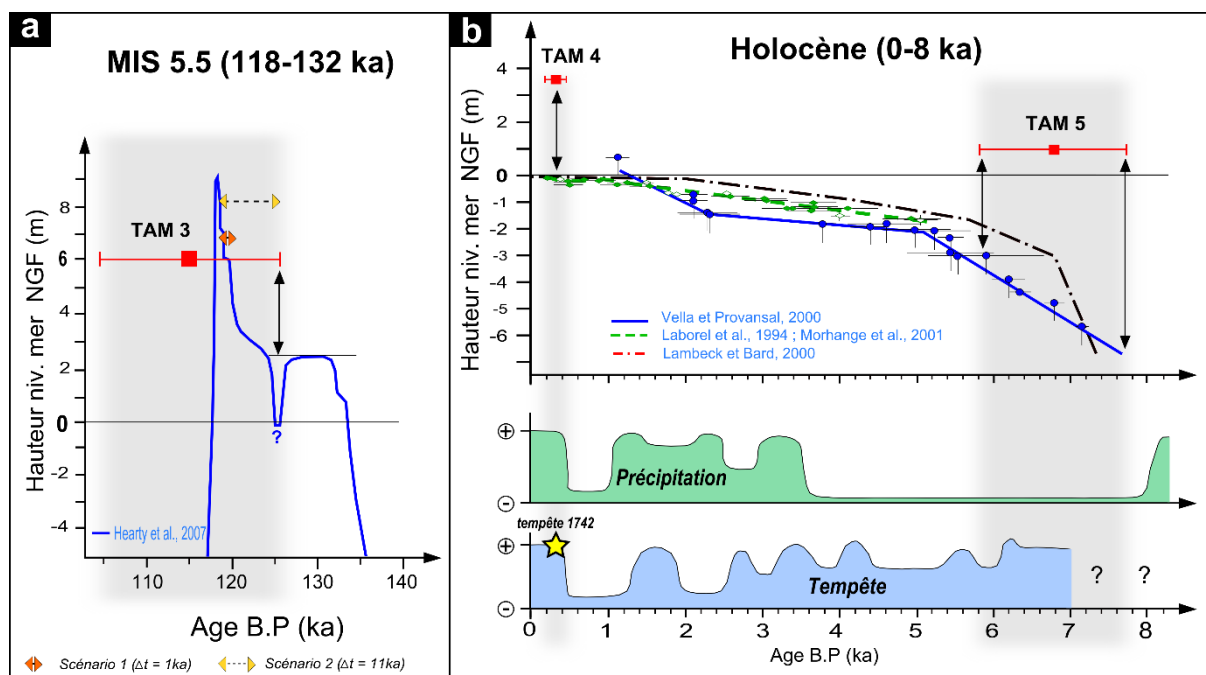 a
MIS 5.5 (118-132 ka)
Hauteur niv. mer NGF (m)
8
6
4
2
0
-2
-4
TAM 3
?
Hearty et al., 2007
110 120 130 140
Age B.P (ka)
Scénario 1 (Δt = 1ka) Scénario 2 (Δt = 11ka)
b
Holocène (0-8 ka)
Hauteur niv. mer NGF (m)
4
2
0
-1
-2
-3
-4
-5
-6
TAM 4
TAM 5
Vella et Provansal, 2000
Laborel et al., 1994 ; Morhange et al., 2001
Lambeck et Bard, 2000
+
Précipitation
-
tempête 1742
+
Tempête
? ?
-
0 1 2 3 4 5 6 7 8
Age B.P (ka)